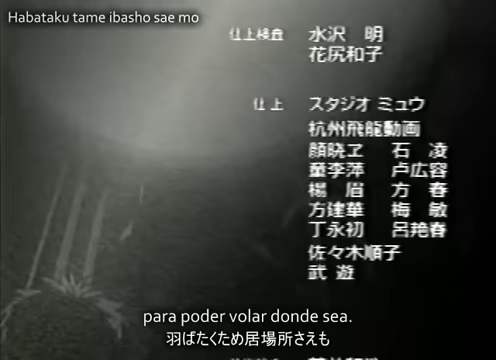 Habataku tame ibasho sae mo
仕上検査 水沢 明
花尻和子
仕上 スタジオ ミュウ
杭州飛龍動画
顔暁ヱ 石 凌
童李萍 卢広容
楊 眉 方 春
方建華 梅 敏
丁永初 呂艶春
佐々木順子
武 遊
para poder volar donde sea.
羽ばたくため居場所さえも